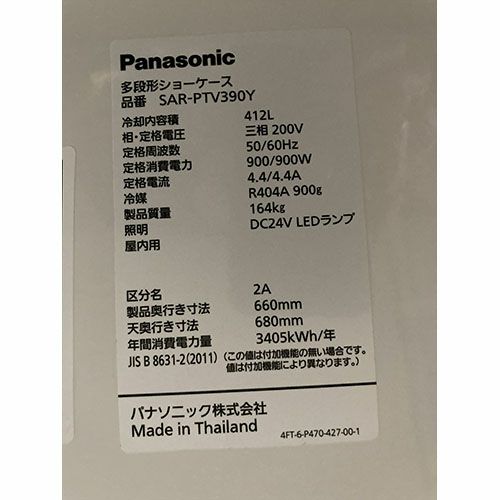 Panasonic
多段形ショーケース
品番 SAR-PTV390Y
冷却内容積 412L
相・定格電圧 三相 200V
定格周波数 50/60Hz
定格消費電力 900/900W
定格電流 4.4/4.4A
冷媒 R404A 900g
製品質量 164kg
照明 DC24V LEDランプ
屋内用
区分名 2A
製品奥行き寸法 660mm
天奥行き寸法 680mm
年間消費電力量 3405kWh/年
JIS B 8631-2(2011) (この値は付加機能の無い場合です。
値は付加機能により異なります。)
パナソニック株式会社
Made in Thailand 4FT-6-P470-427-00-1